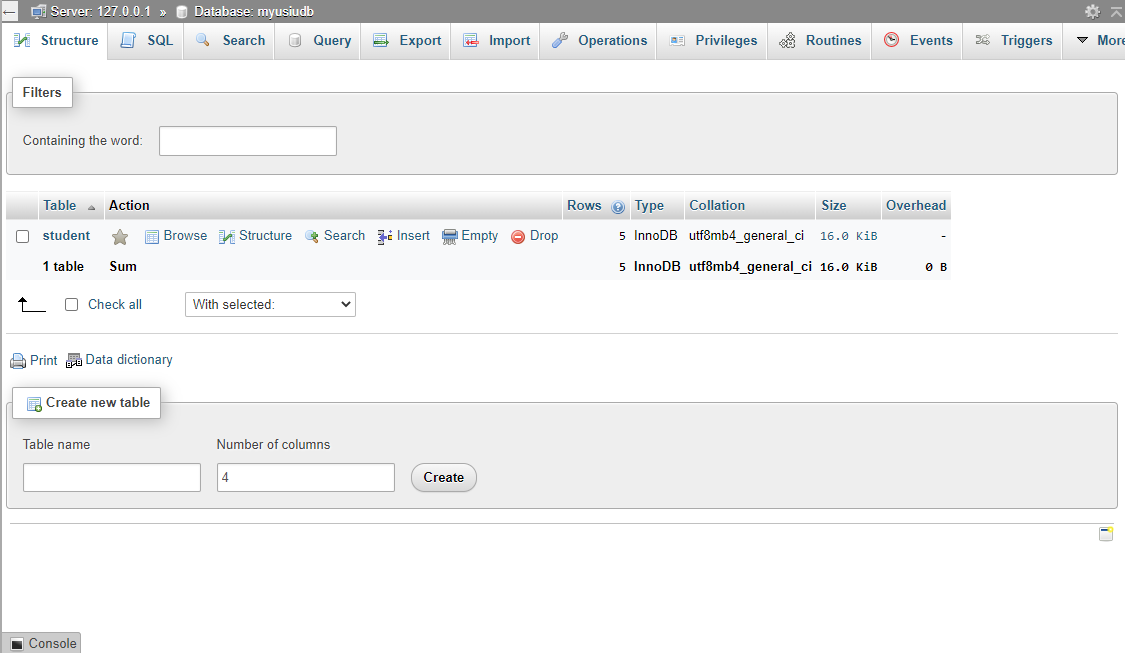 Server: 127.0.0.1 » Database: myusiudb
Structure SQL Search Query Export Import Operations Privileges Routines Events Triggers More
Filters
Containing the word:
Table Action Rows Type Collation Size Overhead
student Browse Structure Search Insert Empty Drop 5 InnoDB utf8mb4_general_ci 16.0 KiB -
1 table Sum 5 InnoDB utf8mb4_general_ci 16.0 KiB 0 B
Check all With selected:
Print Data dictionary
Create new table
Table name Number of columns
4 Create
Console